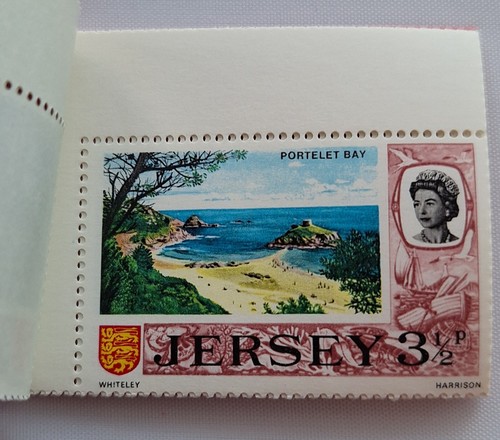 PORTELET BAY
JERSEY 3½P
WHITELEY HARRISON